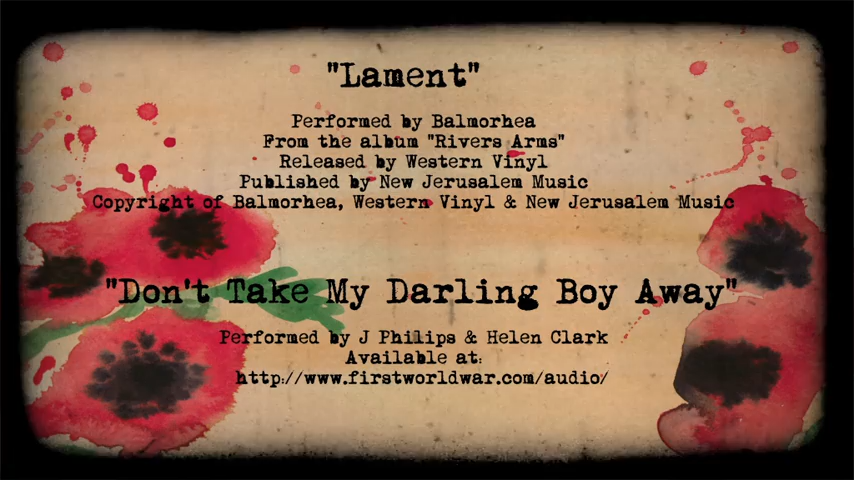 "Lament"
Performed by Balmorhea
From the album "Rivers Arms"
Released by Western Vinyl
Published by New Jerusalem Music
Copyright of Balmorhea, Western Vinyl & New Jerusalem Music
"Don't Take My Darling Boy Away"
Performed by J Philips & Helen Clark
Available at:
http://www.firstworldwar.com/audio/